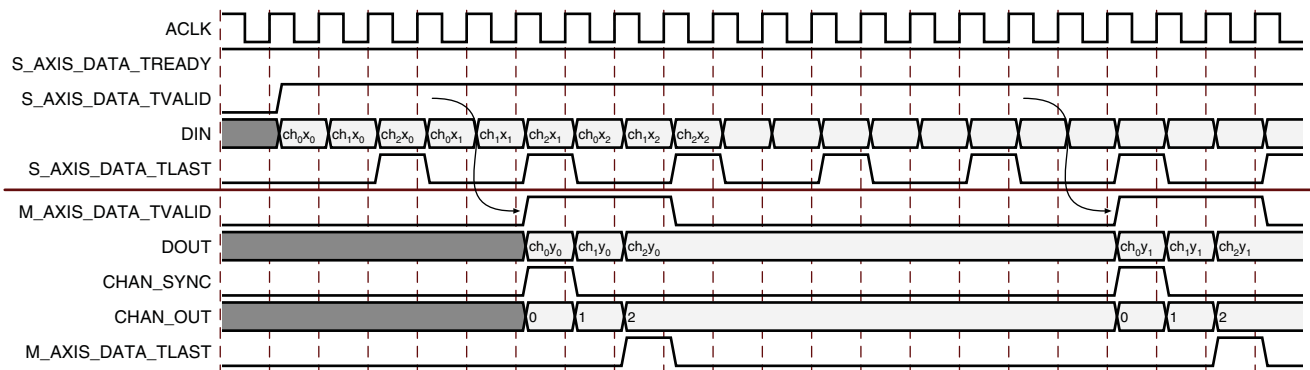 ACLK
S_AXIS_DATA_TREADY
S_AXIS_DATA_TVALID
DIN ch₀x₀ ch₁x₀ ch₂x₀ ch₀x₁ ch₁x₁ ch₂x₁ ch₀x₂ ch₁x₂ ch₂x₂
S_AXIS_DATA_TLAST
M_AXIS_DATA_TVALID
DOUT ch₀y₀ ch₁y₀ ch₂y₀ ch₀y₁ ch₁y₁ ch₂y₁
CHAN_SYNC
CHAN_OUT 0 1 2 0 1 2
M_AXIS_DATA_TLAST